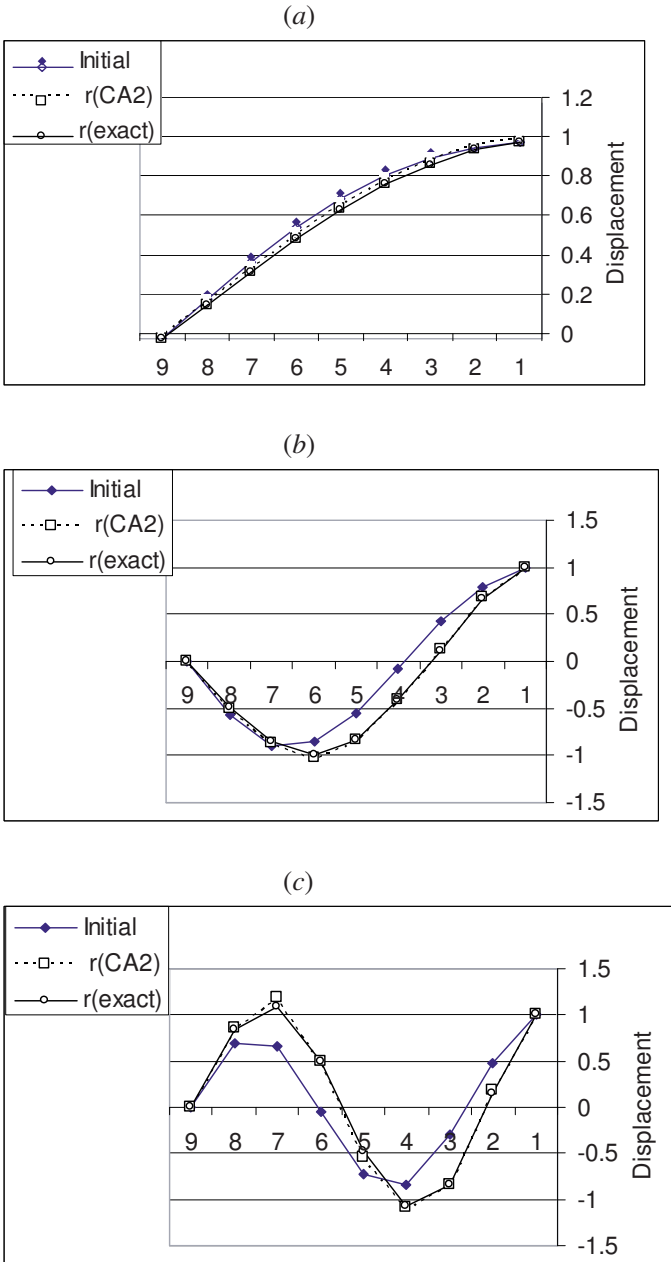 (a)
Initial
r(CA2)
r(exact)
1.2
1
0.8
0.6
0.4
0.2
0
Displacement
9 8 7 6 5 4 3 2 1
(b)
Initial
r(CA2)
r(exact)
1.5
1
0.5
0
-0.5
-1
-1.5
Displacement
9 8 7 6 5 4 3 2 1
(c)
Initial
r(CA2)
r(exact)
1.5
1
0.5
0
-0.5
-1
-1.5
Displacement
9 8 7 6 5 4 3 2 1